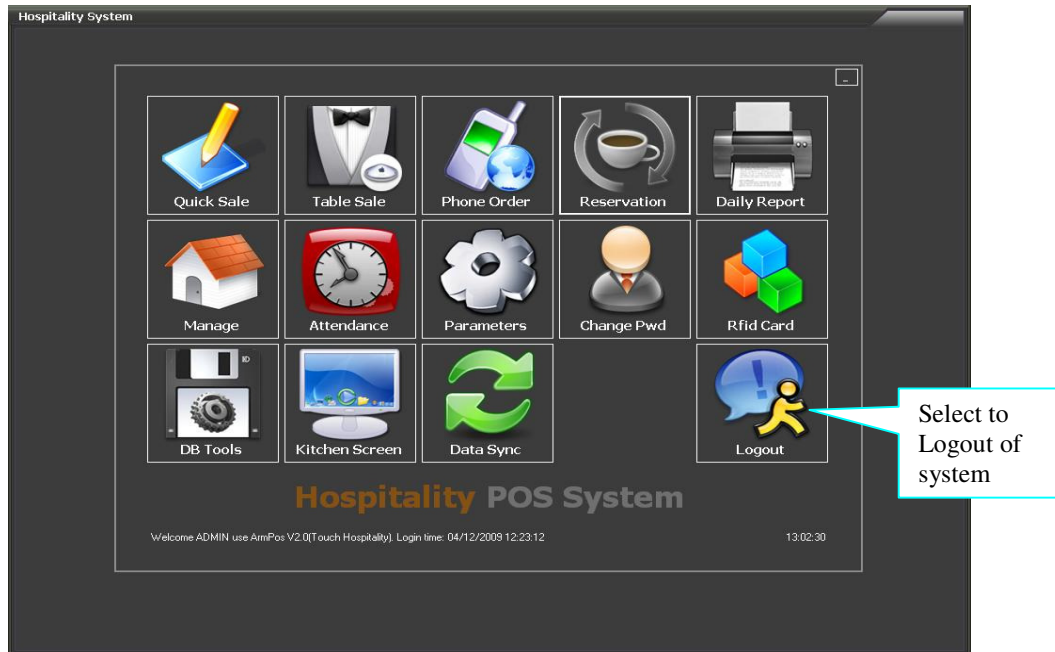 Hospitality System
Quick Sale
Table Sale
Phone Order
Reservation
Daily Report
Manage
Attendance
Parameters
Change Pwd
Rfid Card
DB Tools
Kitchen Screen
Data Sync
Logout
Select to
Logout of
system
Hospitality POS System
Welcome ADMIN use ArmPos V2.0(Touch Hospitality). Login time: 04/12/2009 12:23:12
13:02:30